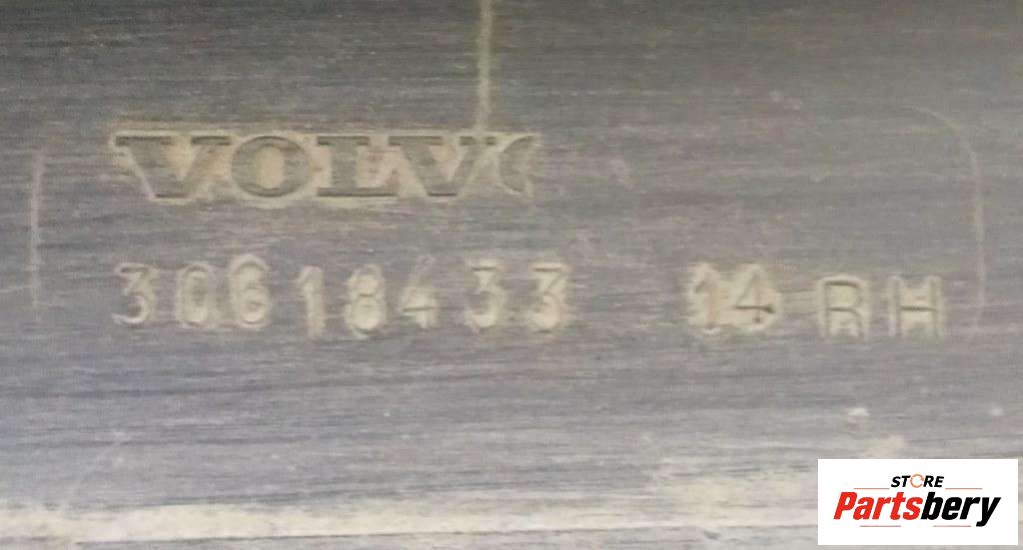 VOLVO
30618433 14 RH
STORE
Partsbery